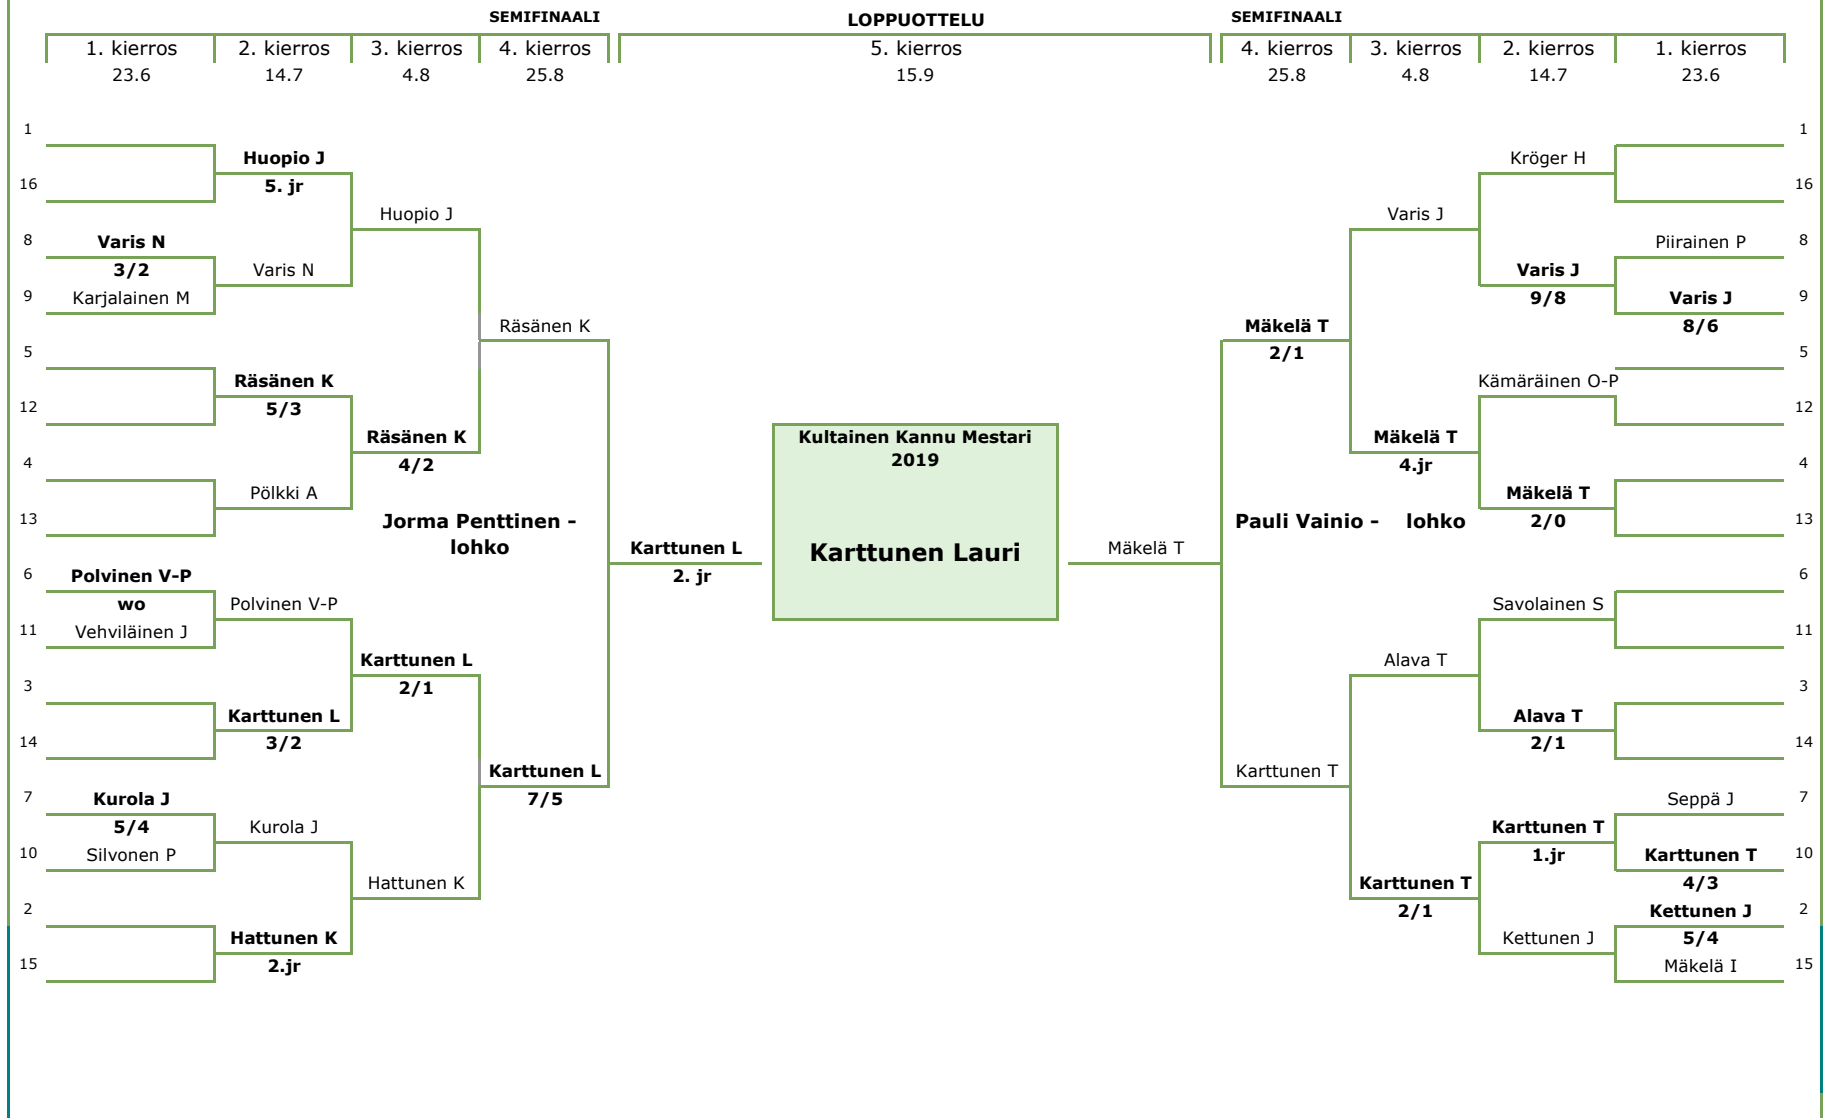 SEMIFINAALI LOPPUOTTELU SEMIFINAALI
1. kierros 2. kierros 3. kierros 4. kierros 5. kierros 4. kierros 3. kierros 2. kierros 1. kierros
23.6 14.7 4.8 25.8 15.9 25.8 4.8 14.7 23.6
1 1
Huopio J Kröger H
16 5. jr 16
Huopio J Varis J
8 Varis N Piirainen P 8
3/2 Varis N Varis J
9 Karjalainen M 9/8 Varis J 9
Räsänen K Mäkelä T 8/6
5 2/1 5
Räsänen K Kämäräinen O-P
12 5/3 12
Räsänen K Kultainen Kannu Mestari Mäkelä T
4 4/2 2019 4.jr 4
Pölkki A Mäkelä T
13 Jorma Penttinen - Pauli Vainio - lohko 2/0 13
lohko Karttunen L Karttunen Lauri Mäkelä T
6 Polvinen V-P 2. jr 6
wo Polvinen V-P Savolainen S
11 Vehviläinen J 11
Karttunen L Alava T
3 2/1 3
Karttunen L Alava T
14 3/2 2/1 14
Karttunen L Karttunen T
7 Kurola J 7/5 Seppä J 7
5/4 Kurola J Karttunen T
10 Silvonen P 1.jr Karttunen T 10
Hattunen K Karttunen T 4/3
2 2/1 Kettunen J 2
Hattunen K Kettunen J 5/4
15 2.jr Mäkelä I 15